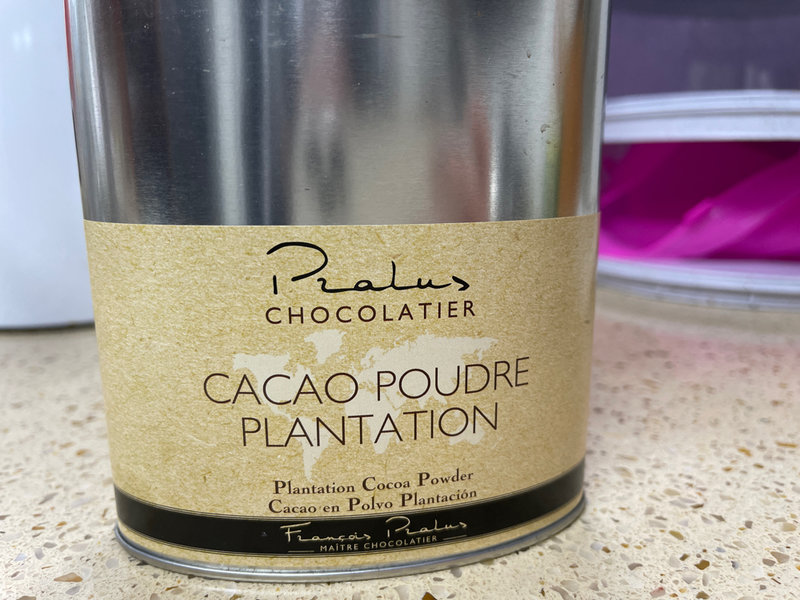 Pralus
CHOCOLATIER
CACAO POUDRE
PLANTATION
Plantation Cocoa Powder
Cacao en Polvo Plantación
François Pralus
MAÎTRE CHOCOLATIER